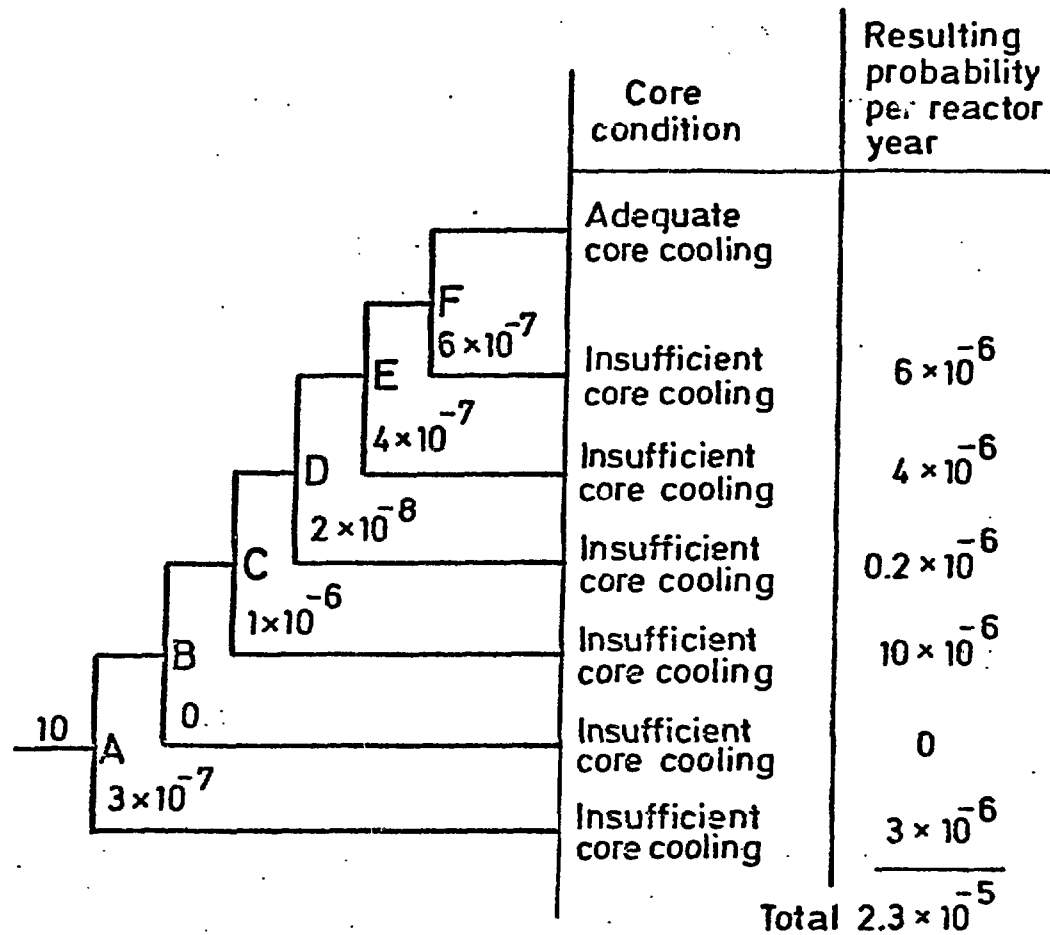 Core
condition
Resulting
probability
per reactor
year
Adequate
core cooling
F
6 × 10⁻⁷
Insufficient
core cooling
6 × 10⁻⁶
E
4 × 10⁻⁷
Insufficient
core cooling
4 × 10⁻⁶
D
2 × 10⁻⁸
Insufficient
core cooling
0.2 × 10⁻⁶
C
1 × 10⁻⁶
Insufficient
core cooling
10 × 10⁻⁶
B
0
Insufficient
core cooling
0
10
A
3 × 10⁻⁷
Insufficient
core cooling
3 × 10⁻⁶
Total 2.3 × 10⁻⁵